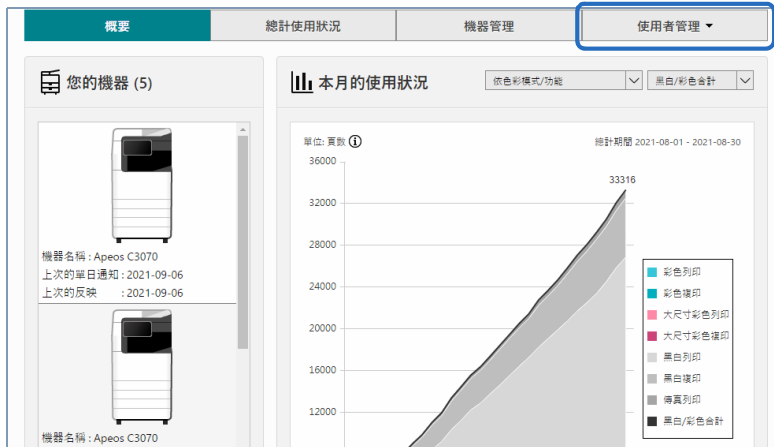 概要
總計使用狀況
機器管理
使用者管理
您的機器 (5)
本月的使用狀況
依色彩模式/功能
黑白/彩色合計
單位: 頁數
總計期間 2021-08-01 - 2021-08-30
36000
33316
32000
28000
24000
20000
16000
12000
機器名稱 : Apeos C3070
上次的單日通知 : 2021-09-06
上次的反映 : 2021-09-06
機器名稱 : Apeos C3070
彩色列印
彩色複印
大尺寸彩色列印
大尺寸彩色複印
黑白列印
黑白複印
傳真列印
黑白/彩色合計